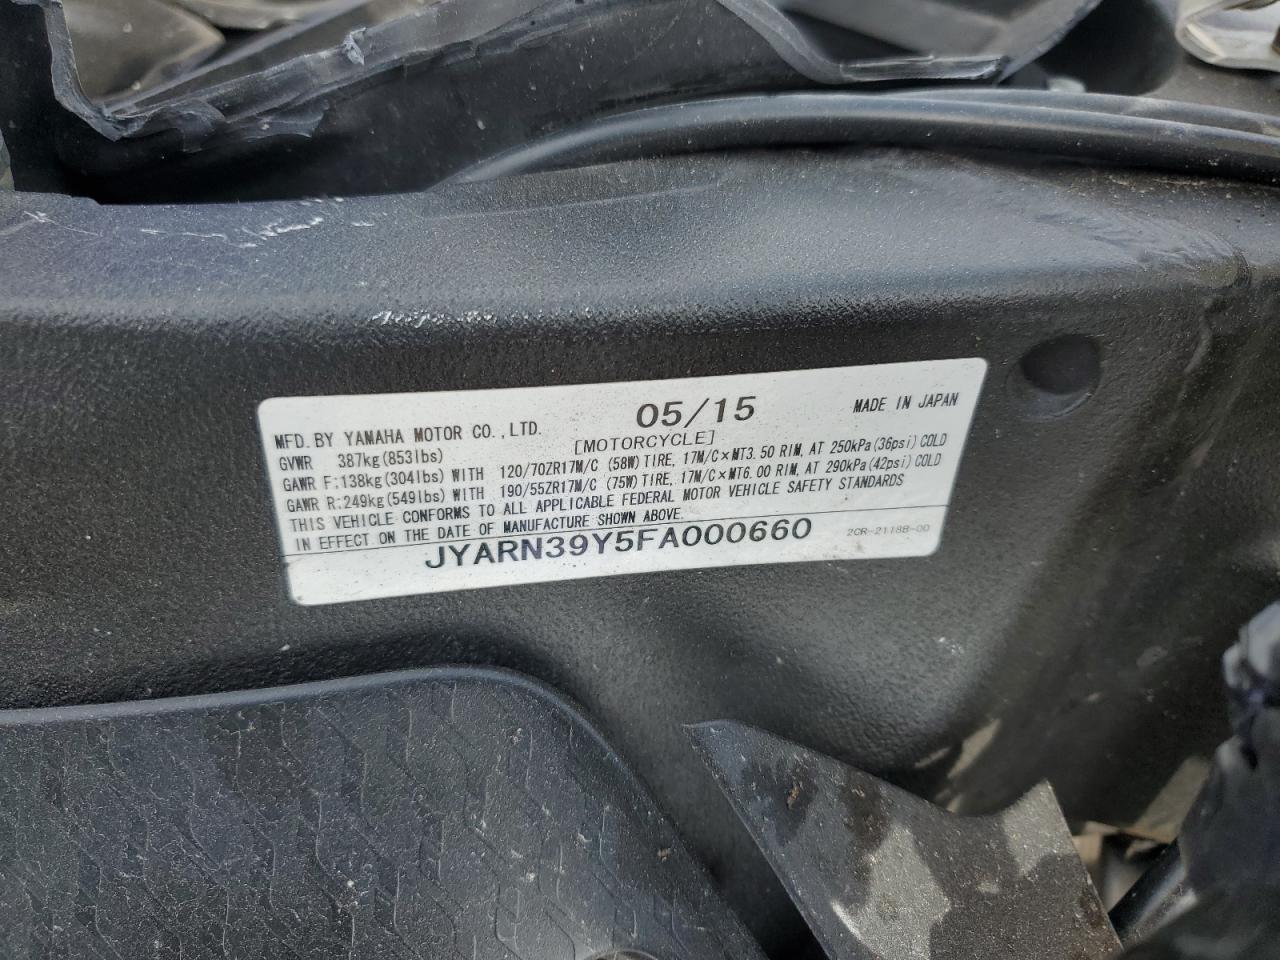 MFD. BY YAMAHA MOTOR CO., LTD. 05/15 MADE IN JAPAN
GVWR 387kg(853lbs) [MOTORCYCLE]
GAWR F:138kg(304lbs) WITH 120/70ZR17M/C (58W) TIRE, 17M/C×MT3.50 RIM, AT 250kPa(36psi) COLD
GAWR R:249kg(549lbs) WITH 190/55ZR17M/C (75W) TIRE, 17M/C×MT6.00 RIM, AT 290kPa(42psi) COLD
THIS VEHICLE CONFORMS TO ALL APPLICABLE FEDERAL MOTOR VEHICLE SAFETY STANDARDS
IN EFFECT ON THE DATE OF MANUFACTURE SHOWN ABOVE.
JYARN39Y5FA000660 2CR-2118B-00